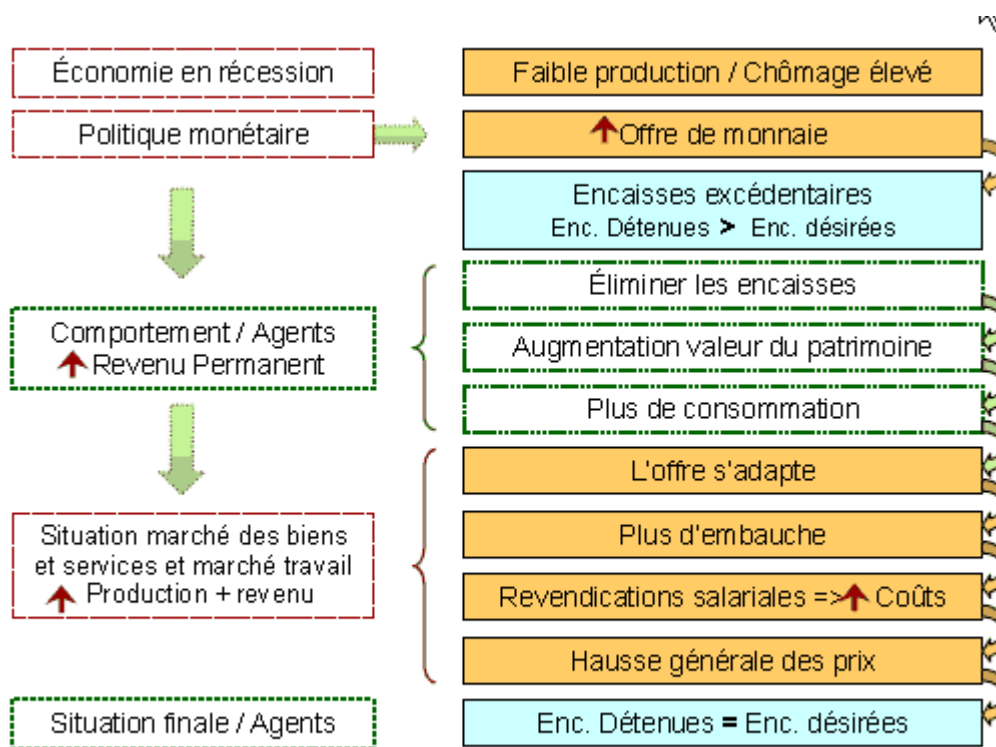 Économie en récession
Faible production / Chômage élevé
Politique monétaire
Offre de monnaie
Encaisses excédentaires
Enc. Détenues > Enc. désirées
Comportement / Agents
Revenu Permanent
Éliminer les encaisses
Augmentation valeur du patrimoine
Plus de consommation
Situation marché des biens
et services et marché travail
Production + revenu
L'offre s'adapte
Plus d'embauche
Revendications salariales => Coûts
Hausse générale des prix
Situation finale / Agents
Enc. Détenues = Enc. désirées